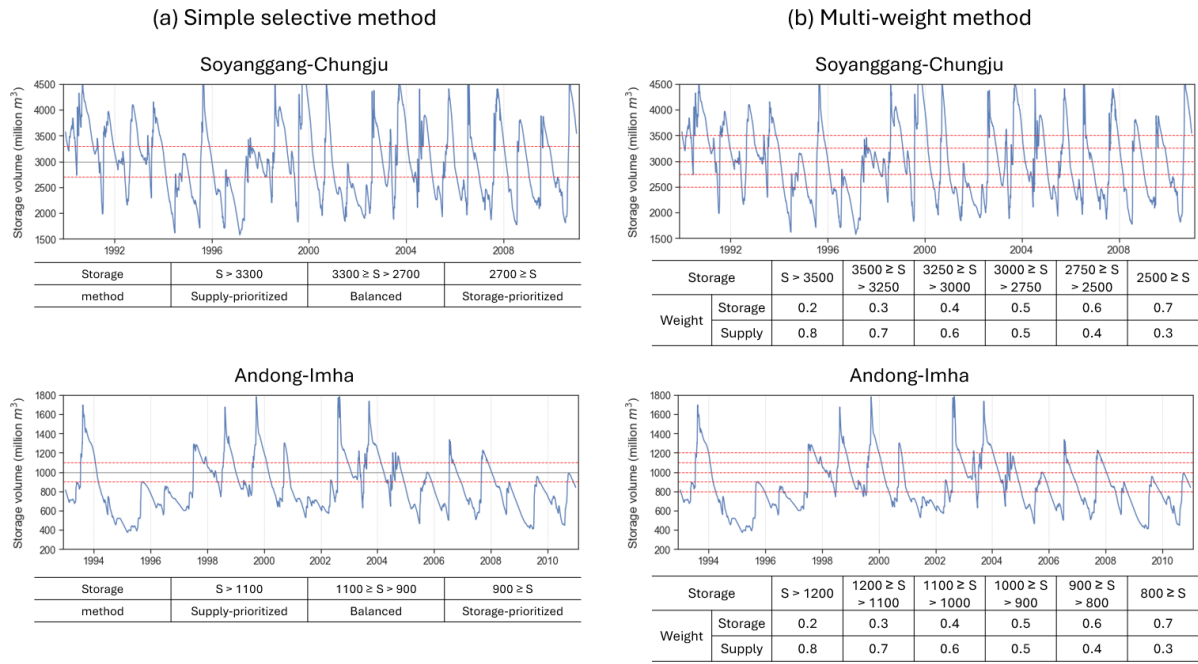 (a) Simple selective method
Soyanggang-Chungju
Storage volume (million m³)
4500
4000
3500
3000
2500
2000
1500
1992 1996 2000 2004 2008
Storage S > 3300 3300 ≥ S > 2700 2700 ≥ S
method Supply-prioritized Balanced Storage-prioritized
Andong-Imha
Storage volume (million m³)
1800
1600
1400
1200
1000
800
600
400
200
1994 1996 1998 2000 2002 2004 2006 2008 2010
Storage S > 1100 1100 ≥ S > 900 900 ≥ S
method Supply-prioritized Balanced Storage-prioritized
(b) Multi-weight method
Soyanggang-Chungju
Storage volume (million m³)
4500
4000
3500
3000
2500
2000
1500
1992 1996 2000 2004 2008
Storage S > 3500 3500 ≥ S > 3250 3250 ≥ S > 3000 3000 ≥ S > 2750 2750 ≥ S > 2500 2500 ≥ S
Weight Storage 0.2 0.3 0.4 0.5 0.6 0.7
Supply 0.8 0.7 0.6 0.5 0.4 0.3
Andong-Imha
Storage volume (million m³)
1800
1600
1400
1200
1000
800
600
400
200
1994 1996 1998 2000 2002 2004 2006 2008 2010
Storage S > 1200 1200 ≥ S > 1100 1100 ≥ S > 1000 1000 ≥ S > 900 900 ≥ S > 800 800 ≥ S
Weight Storage 0.2 0.3 0.4 0.5 0.6 0.7
Supply 0.8 0.7 0.6 0.5 0.4 0.3